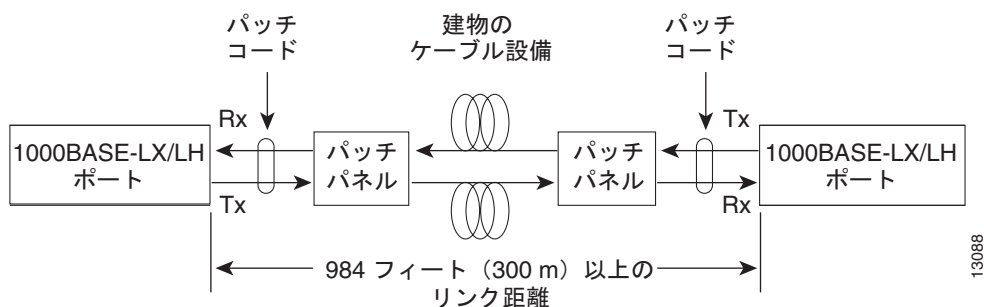 パッチ
コード
建物の
ケーブル設備
パッチ
コード
Rx
Tx
1000BASE-LX/LH
ポート
パッチ
パネル
パッチ
パネル
1000BASE-LX/LH
ポート
Tx
Rx
984 フィート（300 m）以上の
リンク距離
13088